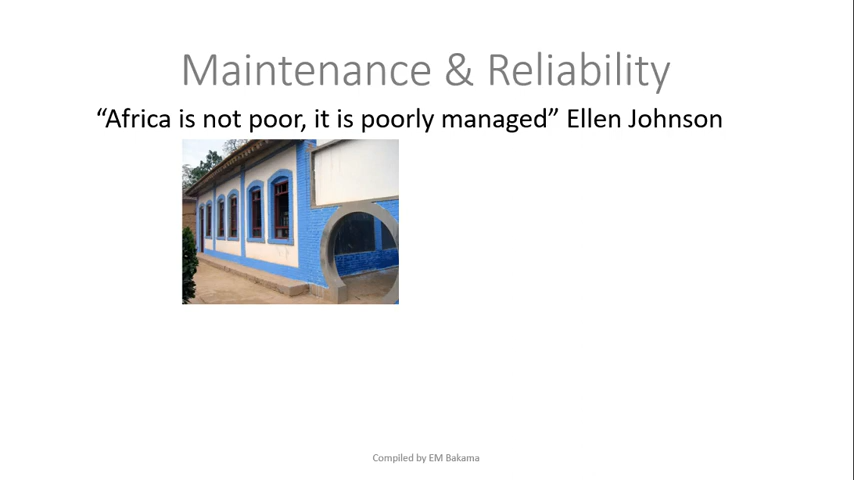 Maintenance & Reliability
“Africa is not poor, it is poorly managed” Ellen Johnson
Compiled by EM Bakama